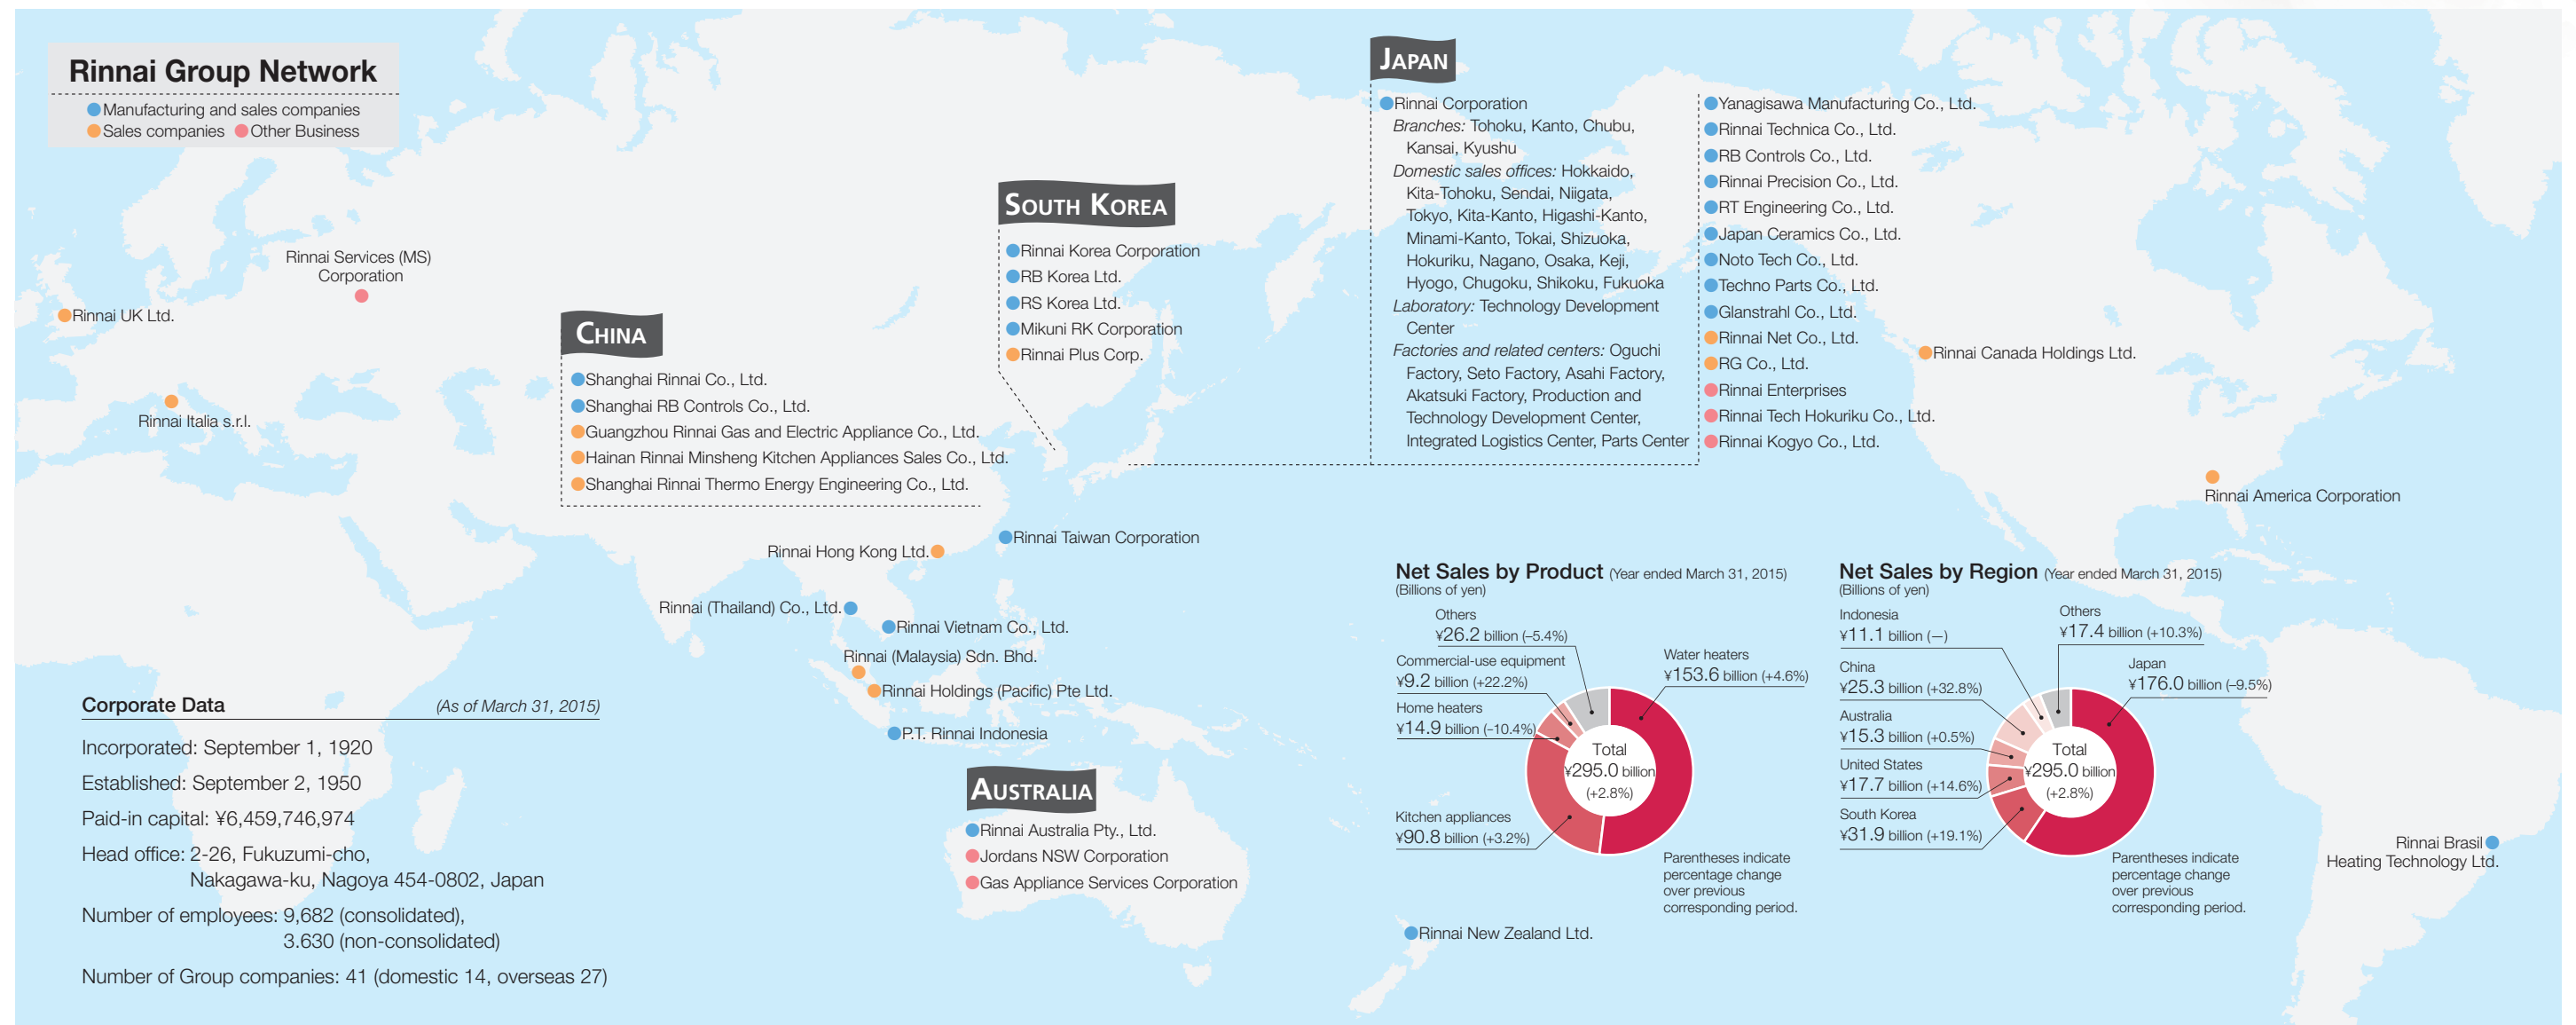 Rinnai Group Network
Manufacturing and sales companies
Sales companies Other Business
Rinnai Services (MS)
Corporation
Rinnai UK Ltd.
Rinnai Italia s.r.l.
CHINA
Shanghai Rinnai Co., Ltd.
Shanghai RB Controls Co., Ltd.
Guangzhou Rinnai Gas and Electric Appliance Co., Ltd.
Hainan Rinnai Minsheng Kitchen Appliances Sales Co., Ltd.
Shanghai Rinnai Thermo Energy Engineering Co., Ltd.
SOUTH KOREA
Rinnai Korea Corporation
RB Korea Ltd.
RS Korea Ltd.
Mikuni RK Corporation
Rinnai Plus Corp.
JAPAN
Rinnai Corporation
Branches: Tohoku, Kanto, Chubu,
Kansai, Kyushu
Domestic sales offices: Hokkaido,
Kita-Tohoku, Sendai, Niigata,
Tokyo, Kita-Kanto, Higashi-Kanto,
Minami-Kanto, Tokai, Shizuoka,
Hokuriku, Nagano, Osaka, Keji,
Hyogo, Chugoku, Shikoku, Fukuoka
Laboratory: Technology Development
Center
Factories and related centers: Oguchi
Factory, Seto Factory, Asahi Factory,
Akatsuki Factory, Production and
Technology Development Center,
Integrated Logistics Center, Parts Center
Yanagisawa Manufacturing Co., Ltd.
Rinnai Technica Co., Ltd.
RB Controls Co., Ltd.
Rinnai Precision Co., Ltd.
RT Engineering Co., Ltd.
Japan Ceramics Co., Ltd.
Noto Tech Co., Ltd.
Techno Parts Co., Ltd.
Glanstrahl Co., Ltd.
Rinnai Net Co., Ltd.
RG Co., Ltd.
Rinnai Enterprises
Rinnai Tech Hokuriku Co., Ltd.
Rinnai Kogyo Co., Ltd.
Rinnai Canada Holdings Ltd.
Rinnai America Corporation
Rinnai Taiwan Corporation
Rinnai Hong Kong Ltd.
Rinnai (Thailand) Co., Ltd.
Rinnai Vietnam Co., Ltd.
Rinnai (Malaysia) Sdn. Bhd.
Rinnai Holdings (Pacific) Pte Ltd.
P.T. Rinnai Indonesia
AUSTRALIA
Rinnai Australia Pty., Ltd.
Jordans NSW Corporation
Gas Appliance Services Corporation
Rinnai New Zealand Ltd.
Rinnai Brasil
Heating Technology Ltd.
Corporate Data (As of March 31, 2015)
Incorporated: September 1, 1920
Established: September 2, 1950
Paid-in capital: ¥6,459,746,974
Head office: 2-26, Fukuzumi-cho,
Nakagawa-ku, Nagoya 454-0802, Japan
Number of employees: 9,682 (consolidated),
3.630 (non-consolidated)
Number of Group companies: 41 (domestic 14, overseas 27)
Net Sales by Product (Year ended March 31, 2015)
(Billions of yen)
Others
¥26.2 billion (–5.4%)
Commercial-use equipment
¥9.2 billion (+22.2%)
Home heaters
¥14.9 billion (–10.4%)
Kitchen appliances
¥90.8 billion (+3.2%)
Water heaters
¥153.6 billion (+4.6%)
Total
¥295.0 billion
(+2.8%)
Parentheses indicate
percentage change
over previous
corresponding period.
Net Sales by Region (Year ended March 31, 2015)
(Billions of yen)
Indonesia
¥11.1 billion (—)
China
¥25.3 billion (+32.8%)
Australia
¥15.3 billion (+0.5%)
United States
¥17.7 billion (+14.6%)
South Korea
¥31.9 billion (+19.1%)
Others
¥17.4 billion (+10.3%)
Japan
¥176.0 billion (–9.5%)
Total
¥295.0 billion
(+2.8%)
Parentheses indicate
percentage change
over previous
corresponding period.